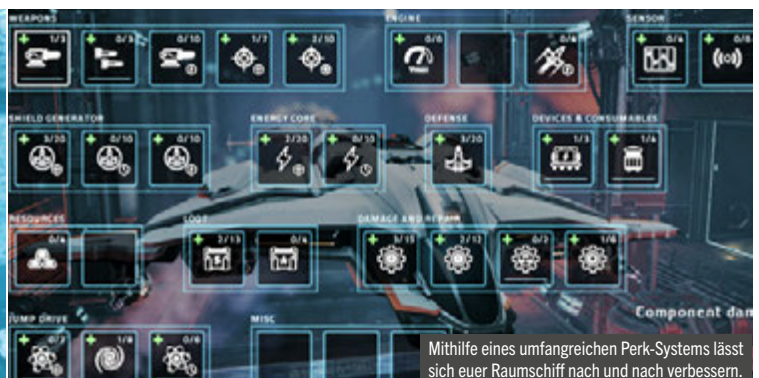 WEAPONS ENGINE SENSOR
1/3 0/3 0/10 1/7 2/10 0/6 0/6 0/4 0/8
SHIELD GENERATOR ENERGY CORE DEFENSE DEVICES & CONSUMABLES
3/20 0/10 0/10 2/20 0/10 3/20 1/3 1/4
RESOURCES LOOT DAMAGE AND REPAIR
0/4 2/13 0/4 3/15 2/12 0/2 1/6
Component dam
JUMP DRIVE MISC
1/8 0/8
Mithilfe eines umfangreichen Perk-Systems lässt
sich euer Raumschiff nach und nach verbessern.